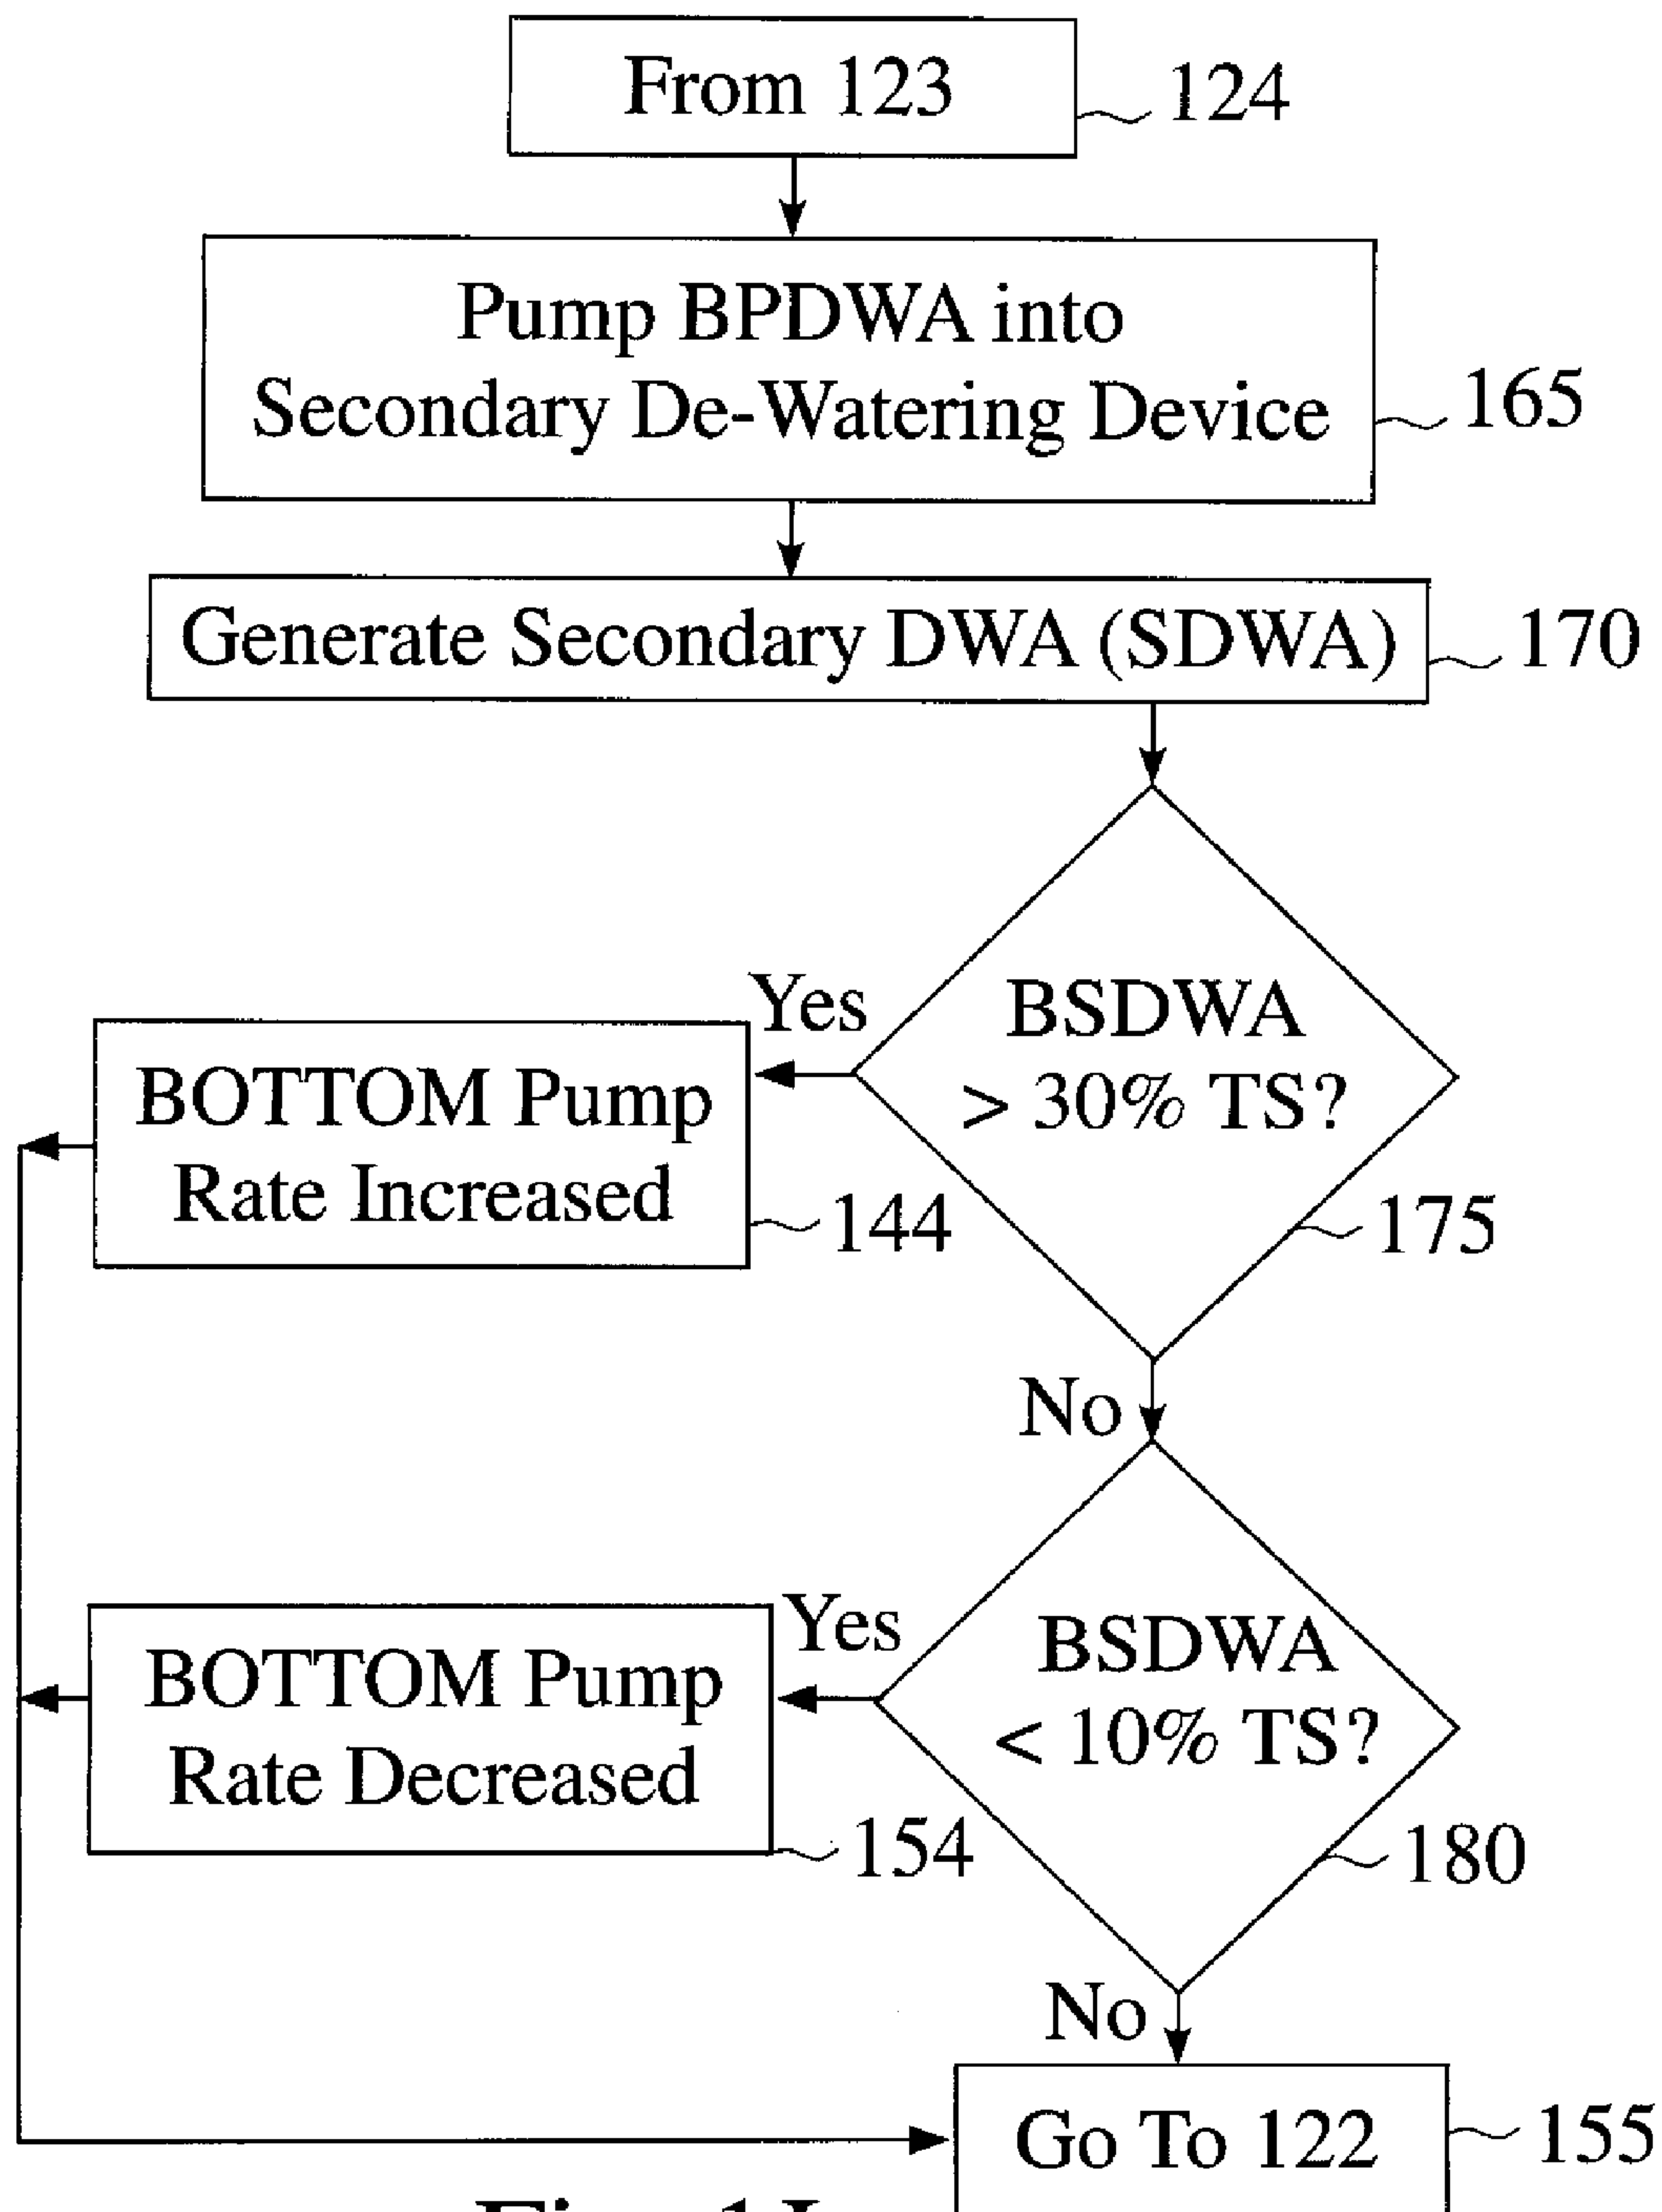 From 123
124
Pump BPDWA into
Secondary De-Watering Device
165
Generate Secondary DWA (SDWA)
170
BSDWA
> 30% TS?
175
Yes
BOTTOM Pump
Rate Increased
144
No
BSDWA
< 10% TS?
180
Yes
BOTTOM Pump
Rate Decreased
154
No
Go To 122
155